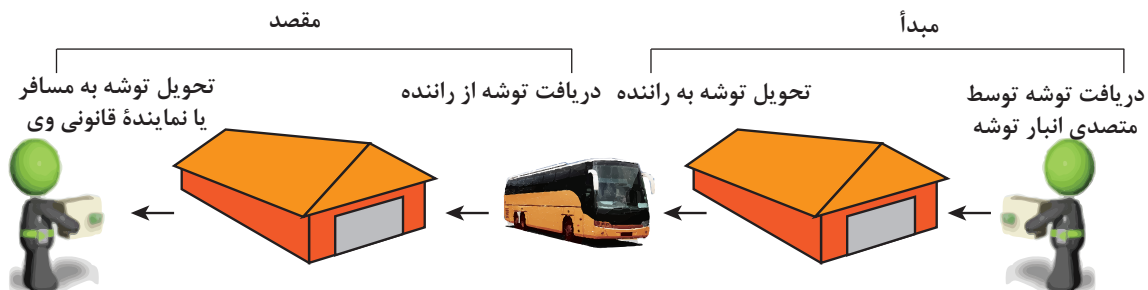 مبدأ
مقصد
دریافت توشه توسط
متصدی انبار توشه
تحویل توشه به راننده
دریافت توشه از راننده
تحویل توشه به مسافر
یا نمایندهٔ قانونی وی